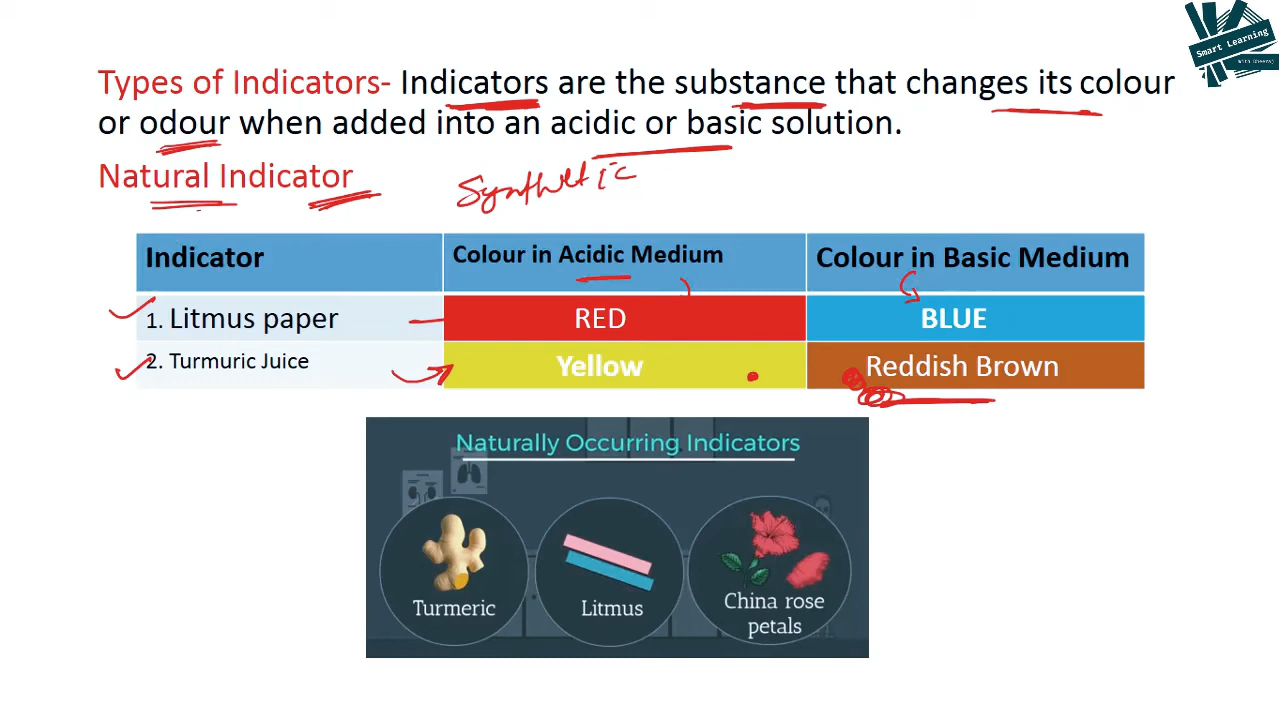 Smart Learning
with Dheeraj
Types of Indicators- Indicators are the substance that changes its colour
or odour when added into an acidic or basic solution.
Natural Indicator
Synthetic
Indicator
Colour in Acidic Medium
Colour in Basic Medium
1. Litmus paper
RED
BLUE
2. Turmuric Juice
Yellow
Reddish Brown
Naturally Occurring Indicators
Turmeric
Litmus
China rose
petals